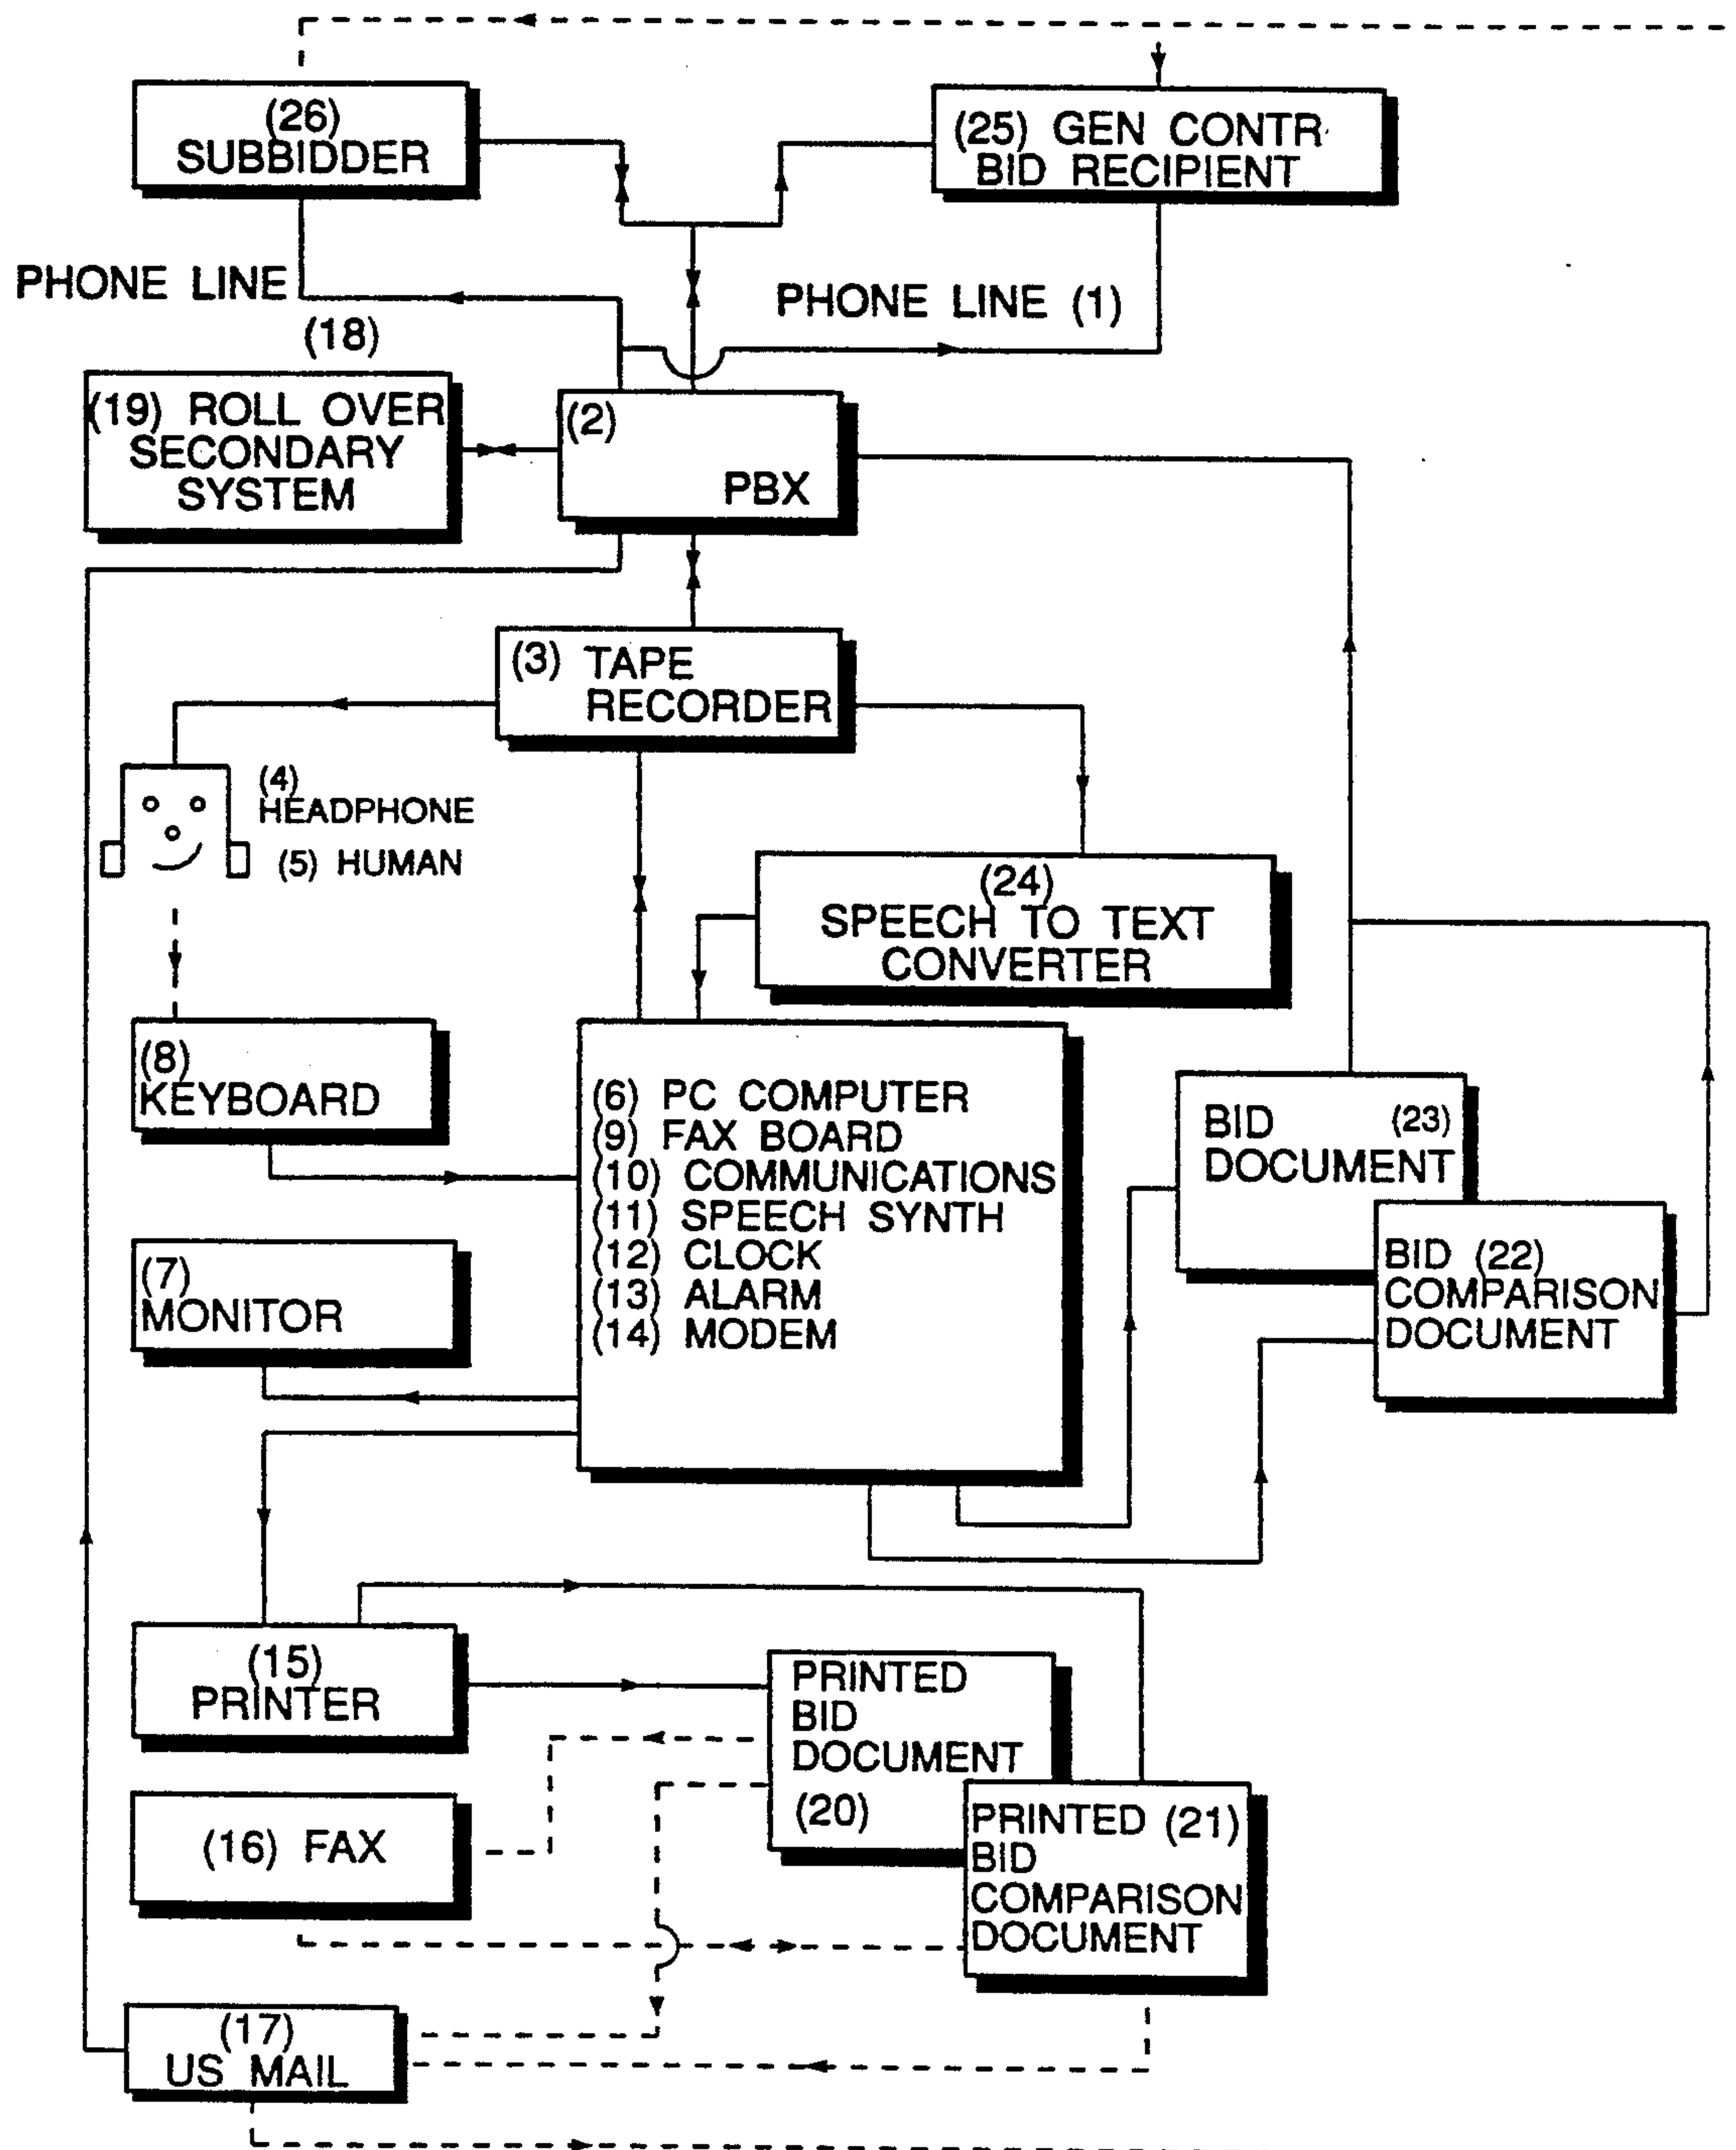 (26)
SUBBIDDER
(25) GEN CONTR
BID RECIPIENT
PHONE LINE
(18)
PHONE LINE (1)
(19) ROLL OVER
SECONDARY
SYSTEM
(2)
PBX
(3) TAPE
RECORDER
(4)
HEADPHONE
(5) HUMAN
(24)
SPEECH TO TEXT
CONVERTER
(8)
KEYBOARD
(6) PC COMPUTER
(9) FAX BOARD
(10) COMMUNICATIONS
(11) SPEECH SYNTH
(12) CLOCK
(13) ALARM
(14) MODEM
BID (23)
DOCUMENT
BID (22)
COMPARISON
DOCUMENT
(7)
MONITOR
(15)
PRINTER
PRINTED
BID
DOCUMENT
(20)
(16) FAX
PRINTED (21)
BID
COMPARISON
DOCUMENT
(17)
US MAIL